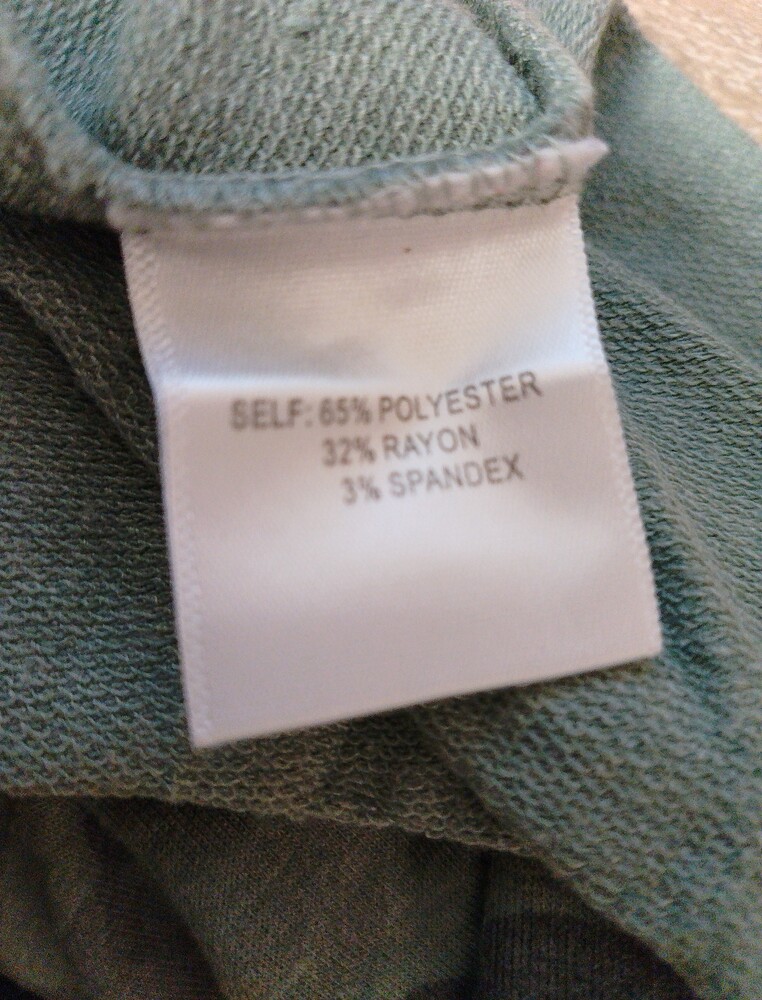 SELF: 65% POLYESTER
32% RAYON
3% SPANDEX